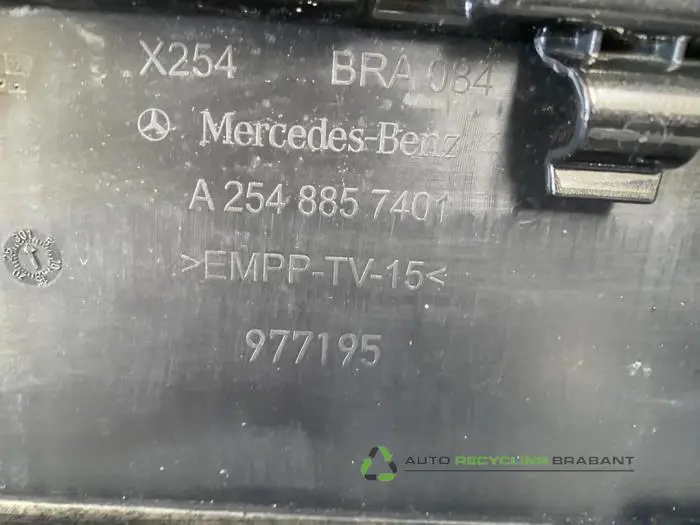 X254 BRA 084
Mercedes-Benz
A 254 885 7401
>EMPP-TV-15<
977195
AUTO RECYCLING BRABANT